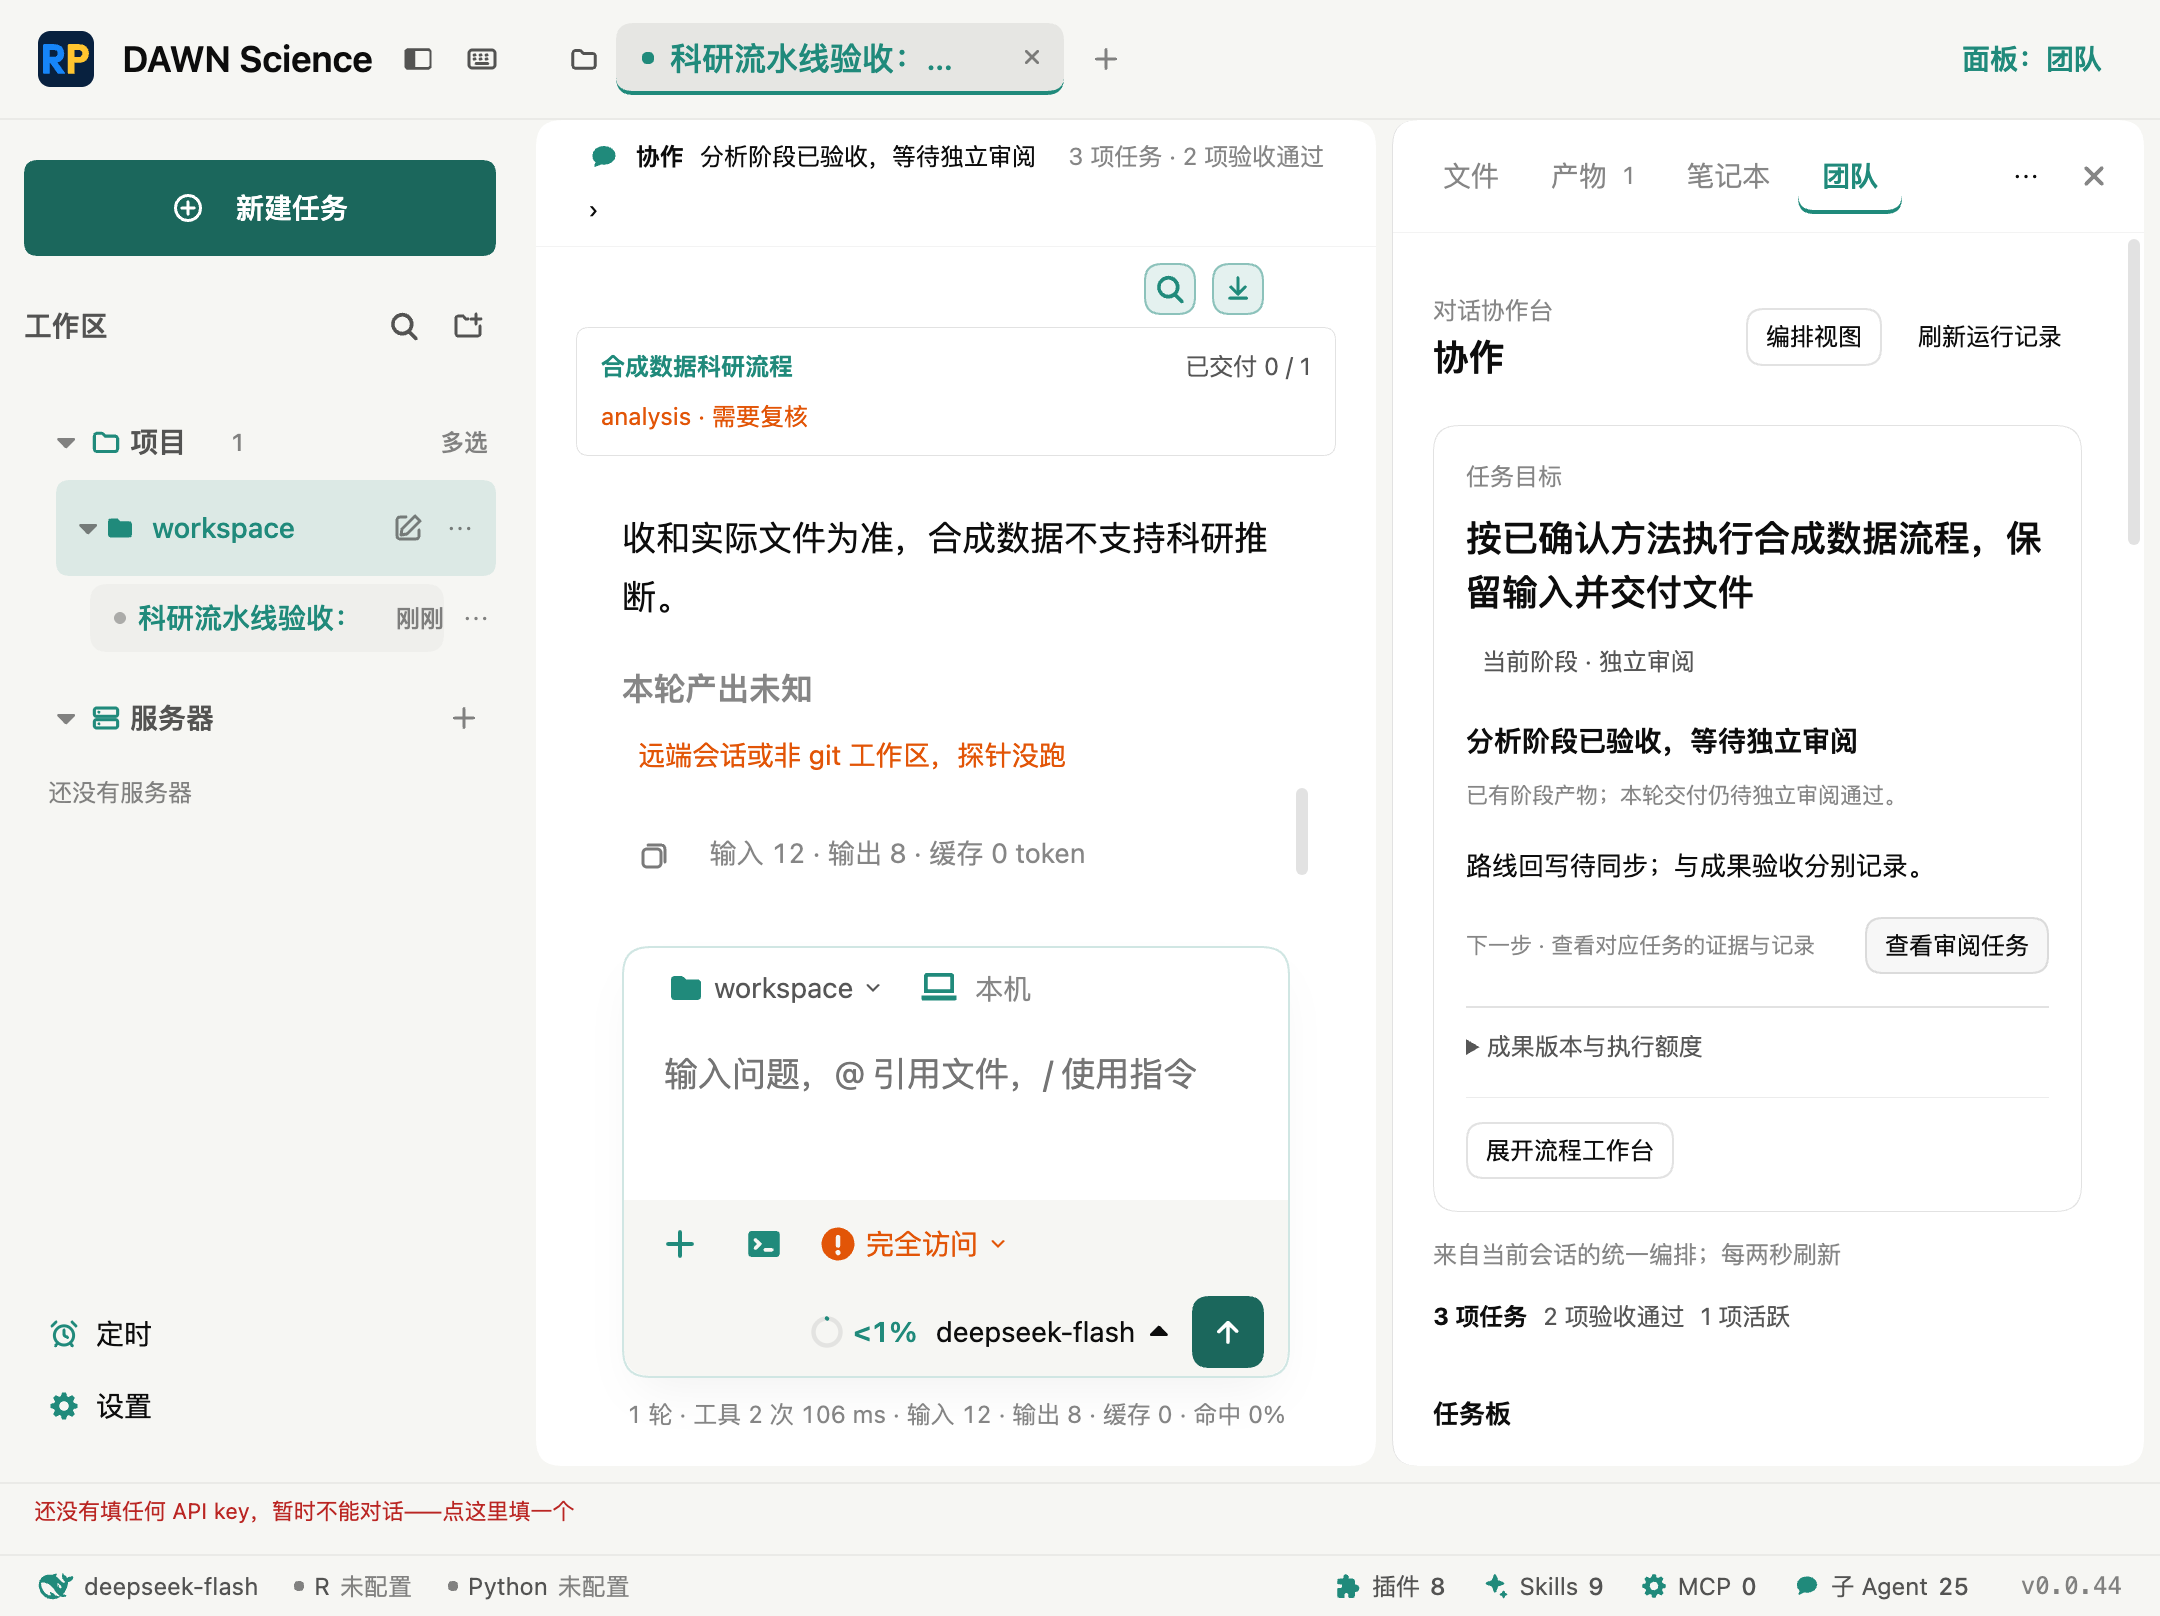 RP DAWN Science
科研流水线验收：...
面板：团队
新建任务
工作区
项目 1 多选
workspace
科研流水线验收： 刚刚
服务器
还没有服务器
定时
设置
协作 分析阶段已验收，等待独立审阅 3 项任务 · 2 项验收通过
合成数据科研流程 已交付 0 / 1
analysis · 需要复核
收和实际文件为准，合成数据不支持科研推
断。
本轮产出未知
远端会话或非 git 工作区，探针没跑
输入 12 · 输出 8 · 缓存 0 token
workspace 本机
输入问题，@ 引用文件，/ 使用指令
完全访问
<1% deepseek-flash
1 轮 · 工具 2 次 106 ms · 输入 12 · 输出 8 · 缓存 0 · 命中 0%
文件 产物 1 笔记本 团队
对话协作台
协作
编排视图 刷新运行记录
任务目标
按已确认方法执行合成数据流程，保
留输入并交付文件
当前阶段 · 独立审阅
分析阶段已验收，等待独立审阅
已有阶段产物；本轮交付仍待独立审阅通过。
路线回写待同步；与成果验收分别记录。
下一步 · 查看对应任务的证据与记录 查看审阅任务
成果版本与执行额度
展开流程工作台
来自当前会话的统一编排；每两秒刷新
3 项任务 2 项验收通过 1 项活跃
任务板
还没有填任何 API key，暂时不能对话——点这里填一个
deepseek-flash R 未配置 Python 未配置
插件 8 Skills 9 MCP 0 子 Agent 25 v0.0.44